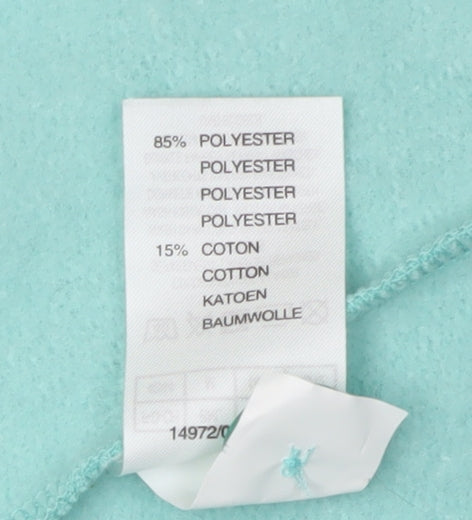 85% POLYESTER
POLYESTER
POLYESTER
POLYESTER
15% COTON
COTTON
KATOEN
BAUMWOLLE
14972/0